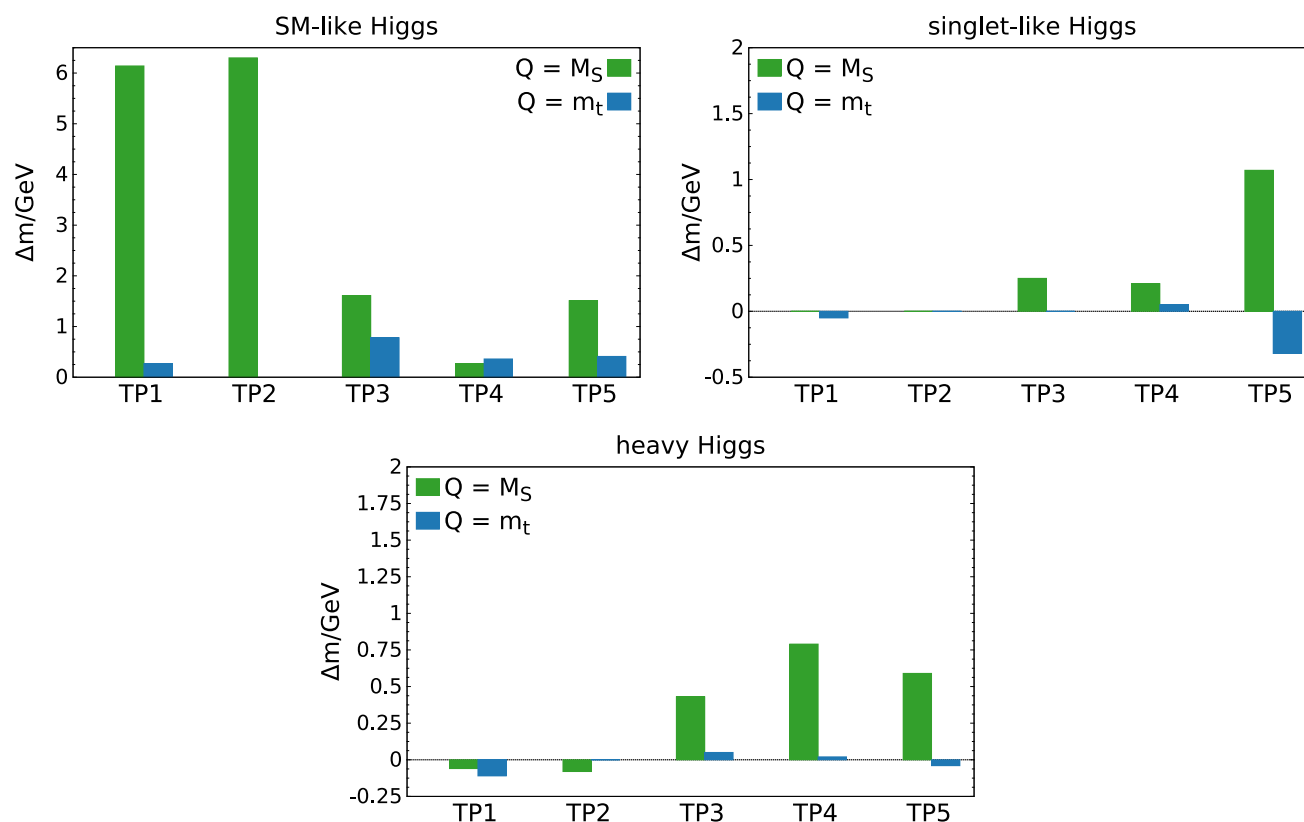 SM-like Higgs
Q = M_S
Q = m_t
Δm/GeV
6
5
4
3
2
1
0
TP1 TP2 TP3 TP4 TP5
singlet-like Higgs
Q = M_S
Q = m_t
Δm/GeV
2
1.5
1
0.5
0
-0.5
TP1 TP2 TP3 TP4 TP5
heavy Higgs
Q = M_S
Q = m_t
Δm/GeV
2
1.75
1.5
1.25
1
0.75
0.5
0.25
0
-0.25
TP1 TP2 TP3 TP4 TP5